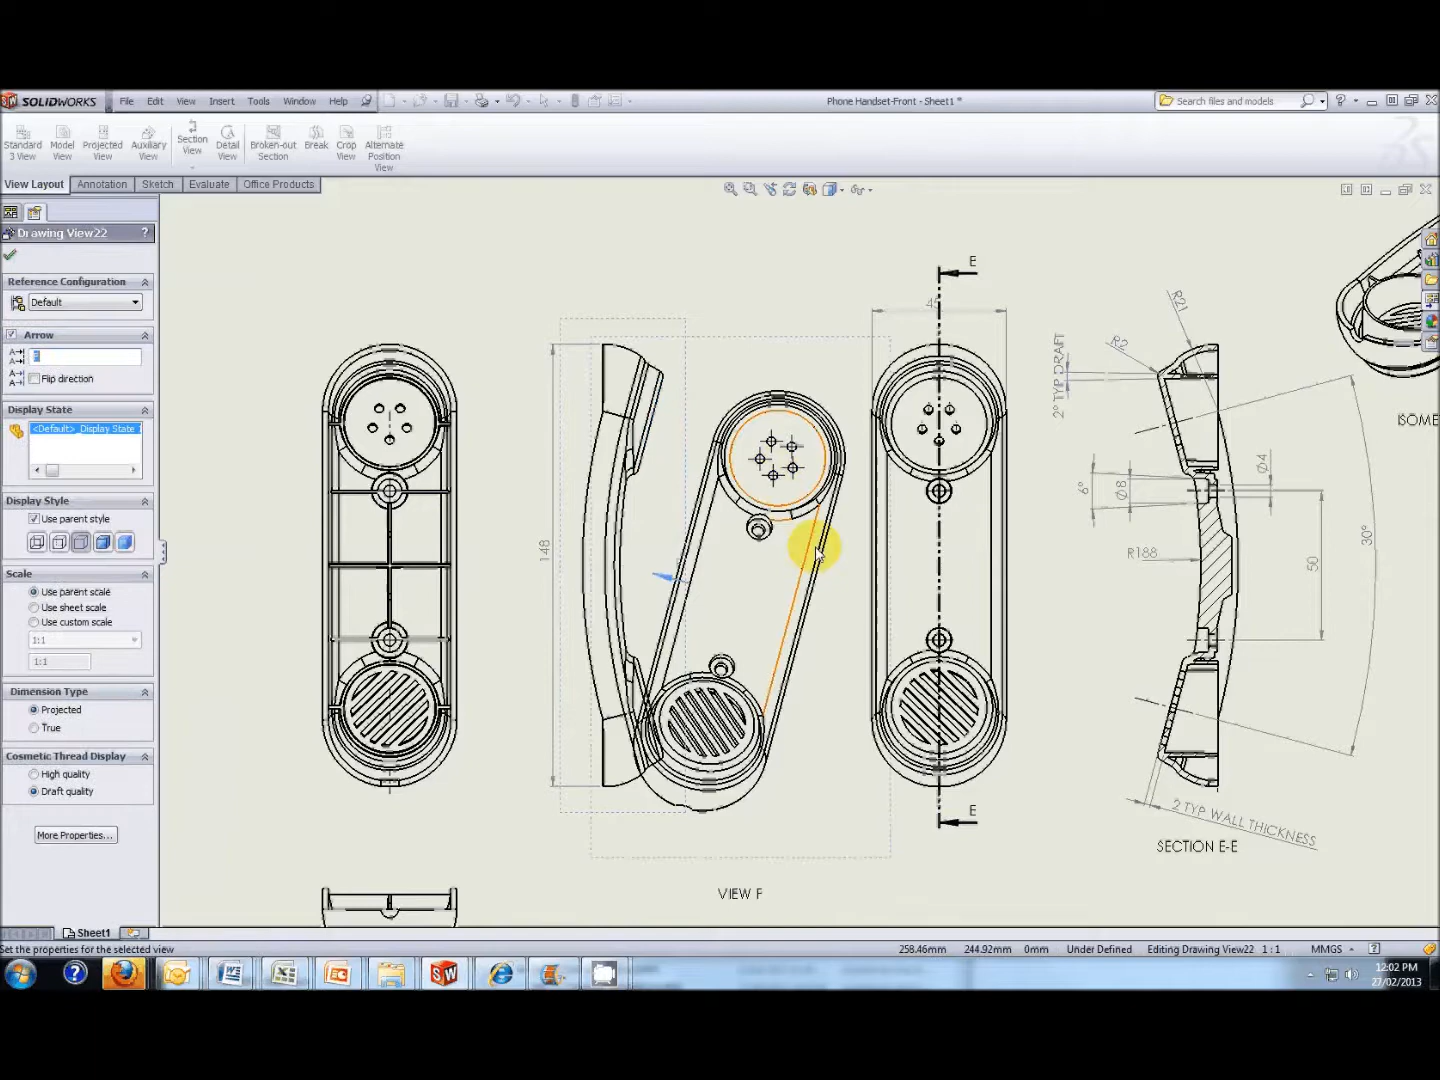 SOLIDWORKS File Edit View Insert Tools Window Help
Phone Handset-Front - Sheet1 *
Search files and models
Standard 3 View
Model View
Projected View
Auxiliary View
Section View
Detail View
Broken-out Section
Break
Crop View
Alternate Position View
View Layout Annotation Sketch Evaluate Office Products
Drawing View22 ?
Reference Configuration
Default
Arrow
Flip direction
Display State
<Default>_Display State 1
Display Style
Use parent style
Scale
Use parent scale
Use sheet scale
Use custom scale
1:1
1:1
Dimension Type
Projected
True
Cosmetic Thread Display
High quality
Draft quality
More Properties...
148
VIEW F
E
45
E
2° TYP DRAFT
R2
R21
6°
Ø8
Ø4
R188
50
30°
2 TYP WALL THICKNESS
SECTION E-E
ISOME
Sheet1
Set the properties for the selected view
258.46mm 244.92mm 0mm Under Defined Editing Drawing View22 1 : 1 MMGS
12:02 PM
27/02/2013